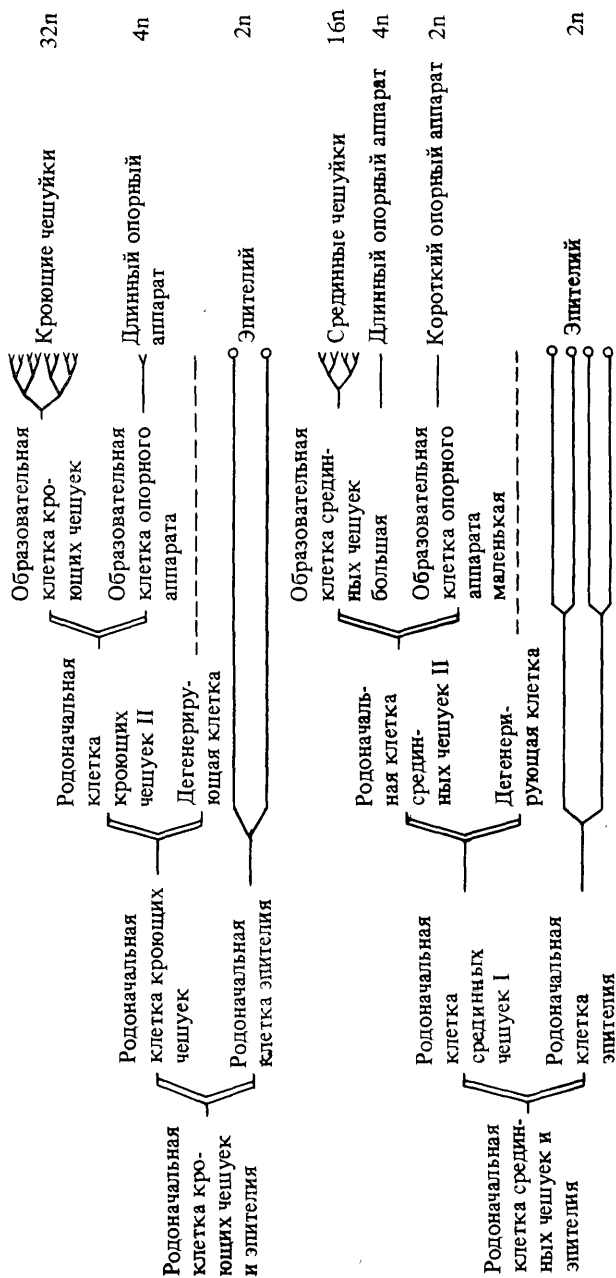 Родоначальная
клетка кро-
ющих чешуек
и эпителия
Родоначальная
клетка кроющих
чешуек
Родоначальная
клетка эпителия
Родоначальная
клетка
кроющих
чешуек II
Дегенериру-
ющая клетка
Образовательная
клетка кро-
ющих чешуек
Образовательная
клетка опорного
аппарата
Кроющие чешуйки
Длинный опорный
аппарат
Эпителий
32n
4n
2n
Родоначальная
клетка средин-
ных чешуек и
эпителия
Родоначальная
клетка
срединных
чешуек I
Родоначальная
клетка
эпителия
Родоначаль-
ная клетка
средин-
ных чешуек II
Дегенери-
рующая клетка
Образовательная
клетка средин-
ных чешуек
большая
Образовательная
клетка опорного
аппарата
маленькая
Срединные чешуйки
Длинный опорный аппарат
Короткий опорный аппарат
Эпителий
16n
4n
2n
2n